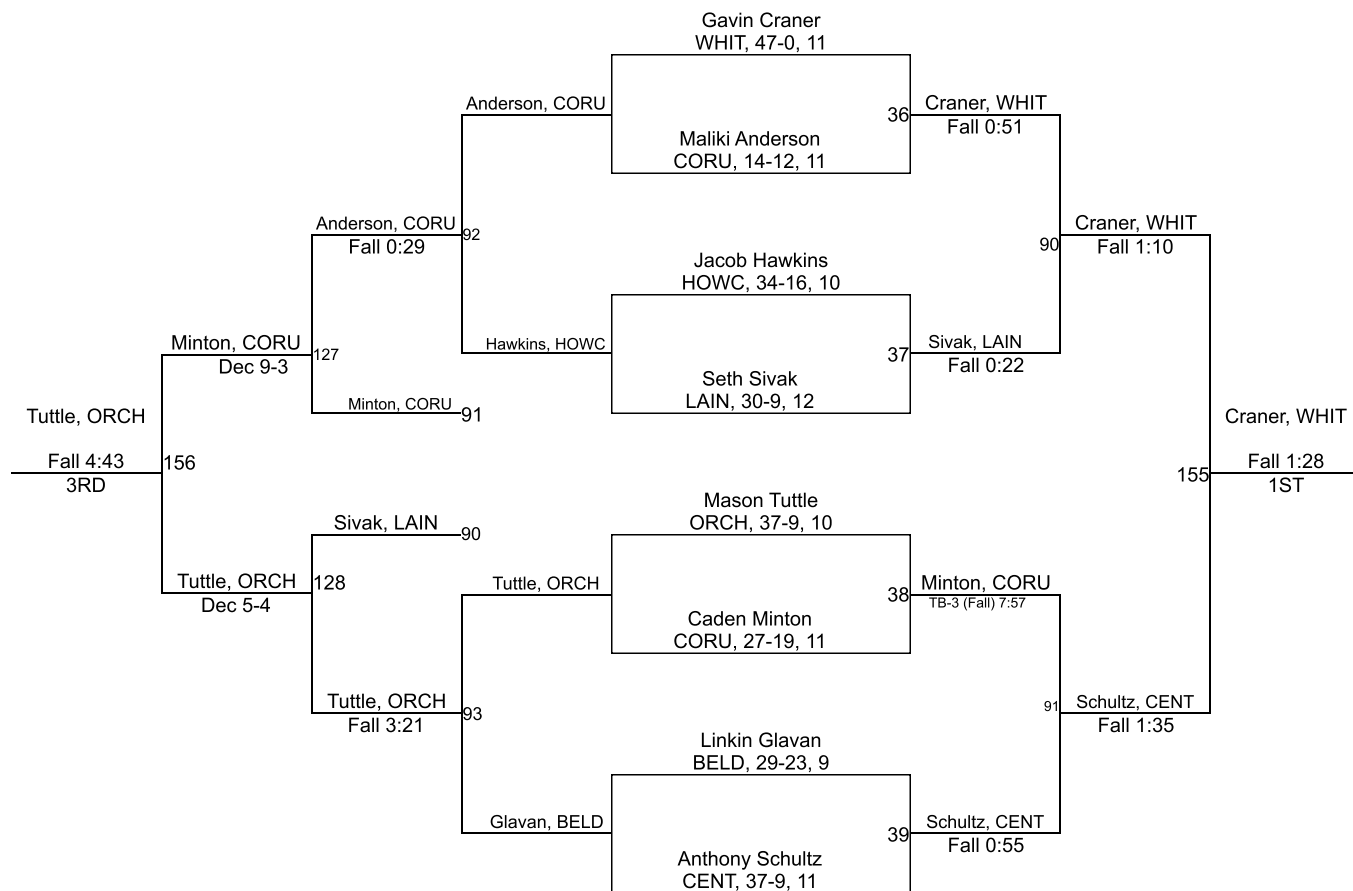 Gavin Craner
WHIT, 47-0, 11
Anderson, CORU
36
Craner, WHIT
Fall 0:51
Maliki Anderson
CORU, 14-12, 11
Anderson, CORU
Fall 0:29
92
90
Craner, WHIT
Fall 1:10
Jacob Hawkins
HOWC, 34-16, 10
Minton, CORU
Dec 9-3
127
Hawkins, HOWC
37
Sivak, LAIN
Fall 0:22
Seth Sivak
LAIN, 30-9, 12
Minton, CORU
91
Tuttle, ORCH
Fall 4:43
3RD
156
155
Craner, WHIT
Fall 1:28
1ST
Mason Tuttle
ORCH, 37-9, 10
Sivak, LAIN
90
Tuttle, ORCH
Dec 5-4
128
Tuttle, ORCH
38
Minton, CORU
TB-3 (Fall) 7:57
Caden Minton
CORU, 27-19, 11
Tuttle, ORCH
Fall 3:21
93
91
Schultz, CENT
Fall 1:35
Linkin Glavan
BELD, 29-23, 9
Glavan, BELD
39
Schultz, CENT
Fall 0:55
Anthony Schultz
CENT, 37-9, 11